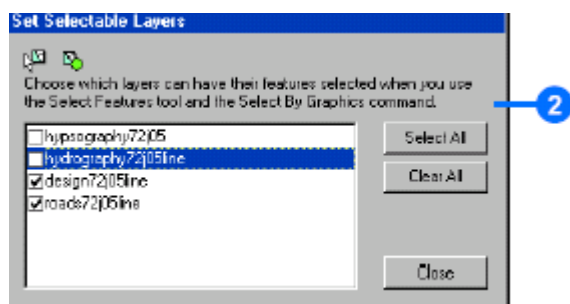 Set Selectable Layers
Choose which layers can have their features selected when you use
the Select Features tool and the Select By Graphics command.
2
hypsography72j05
Select All
hydrography72j05line
design72j05line
Clear All
roads72j05line
Close